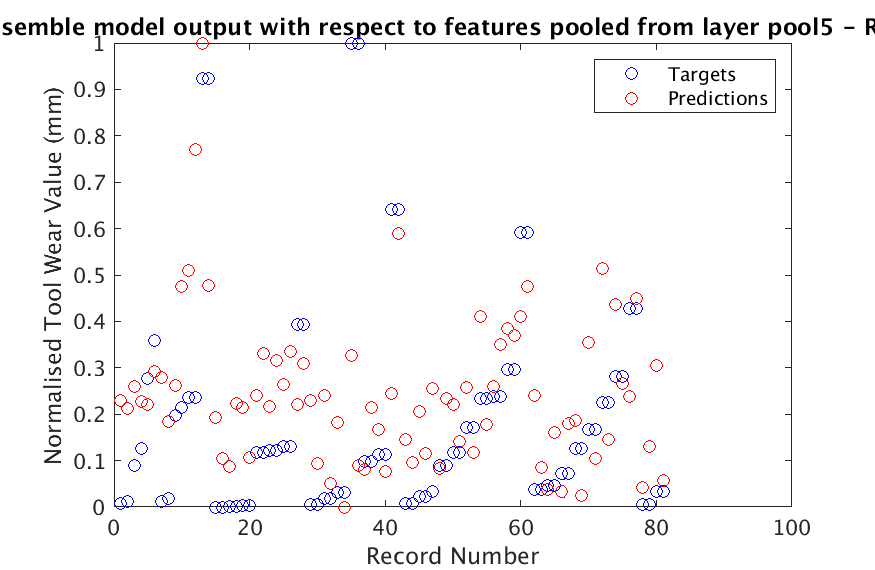 semble model output with respect to features pooled from layer pool5 - R
1
0.9
0.8
0.7
0.6
0.5
0.4
0.3
0.2
0.1
0
Normalised Tool Wear Value (mm)
Targets
Predictions
0 20 40 60 80 100
Record Number